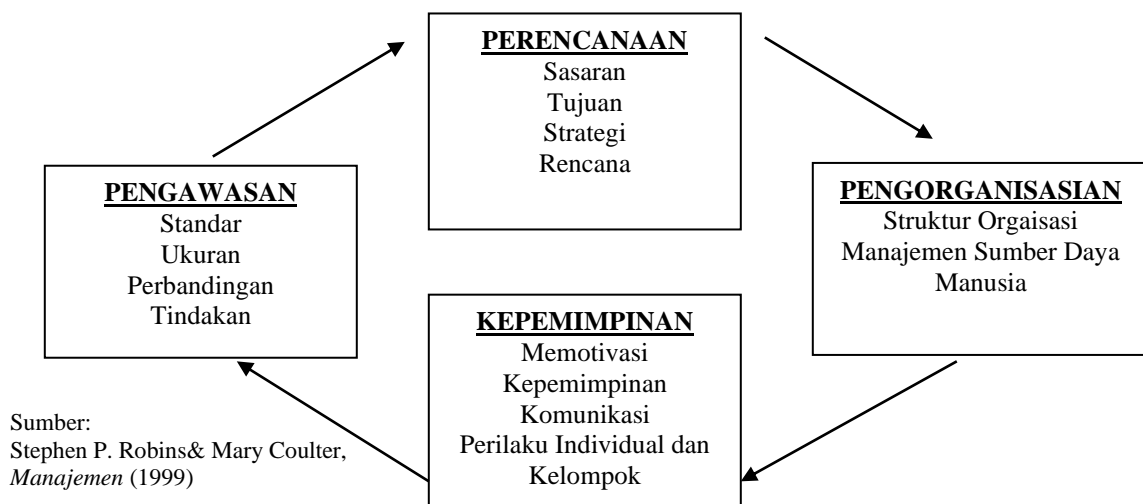 PERENCANAAN
Sasaran
Tujuan
Strategi
Rencana
PENGAWASAN
Standar
Ukuran
Perbandingan
Tindakan
PENGORGANISASIAN
Struktur Orgaisasi
Manajemen Sumber Daya
Manusia
KEPEMIMPINAN
Memotivasi
Kepemimpinan
Komunikasi
Perilaku Individual dan
Kelompok
Sumber:
Stephen P. Robins& Mary Coulter,
Manajemen (1999)